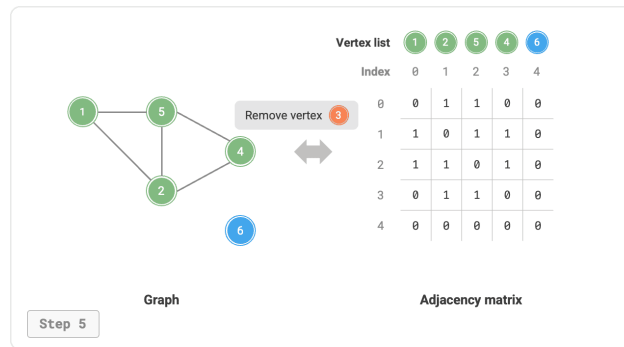 Vertex list 1 2 5 4 6
Index 0 1 2 3 4
0 0 1 1 0 0
1 1 0 1 1 0
2 1 1 0 1 0
3 0 1 1 0 0
4 0 0 0 0 0
1 5
Remove vertex 3
4
2
6
Graph
Adjacency matrix
Step 5